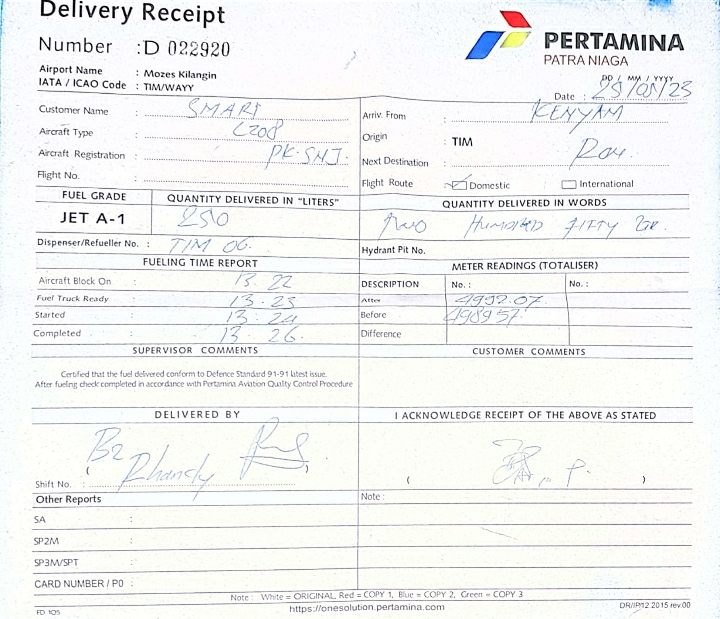 Delivery Receipt
Number : D 022920
PERTAMINA
PATRA NIAGA
Airport Name : Mozes Kilangin
IATA / ICAO Code : TIM/WAYY
DD / MM / YYYY
Date : 25/05/23
Customer Name : SMART
Aircraft Type : C208
Aircraft Registration : PK-SNJ.
Flight No. :
Arriv. From : KENYAM
Origin : TIM
Next Destination :
Flight Route : Domestic International
FUEL GRADE
QUANTITY DELIVERED IN "LITERS"
QUANTITY DELIVERED IN WORDS
JET A-1
250
TWO HUNDRED FIFTY
Dispenser/Refueller No. : TIM 06.
Hydrant Pit No.
FUELING TIME REPORT
METER READINGS (TOTALISER)
Aircraft Block On : 13.22
Fuel Truck Ready : 13.23
Started : 13.24
Completed : 13 26.
DESCRIPTION No. : No. :
After
Before
Difference
SUPERVISOR COMMENTS
CUSTOMER COMMENTS
Certified that the fuel delivered conform to Defence Standard 91-91 latest issue.
After fueling check completed in accordance with Pertamina Aviation Quality Control Procedure
DELIVERED BY
I ACKNOWLEDGE RECEIPT OF THE ABOVE AS STATED
( )
( )
Shift No. :
Other Reports
Note :
SA :
SP2M :
SP3M/SPT :
CARD NUMBER / P0 :
Note : White = ORIGINAL, Red = COPY 1, Blue = COPY 2, Green = COPY 3
FD 105
https://onesolution.pertamina.com
DR/IP/12.2015 rev.00